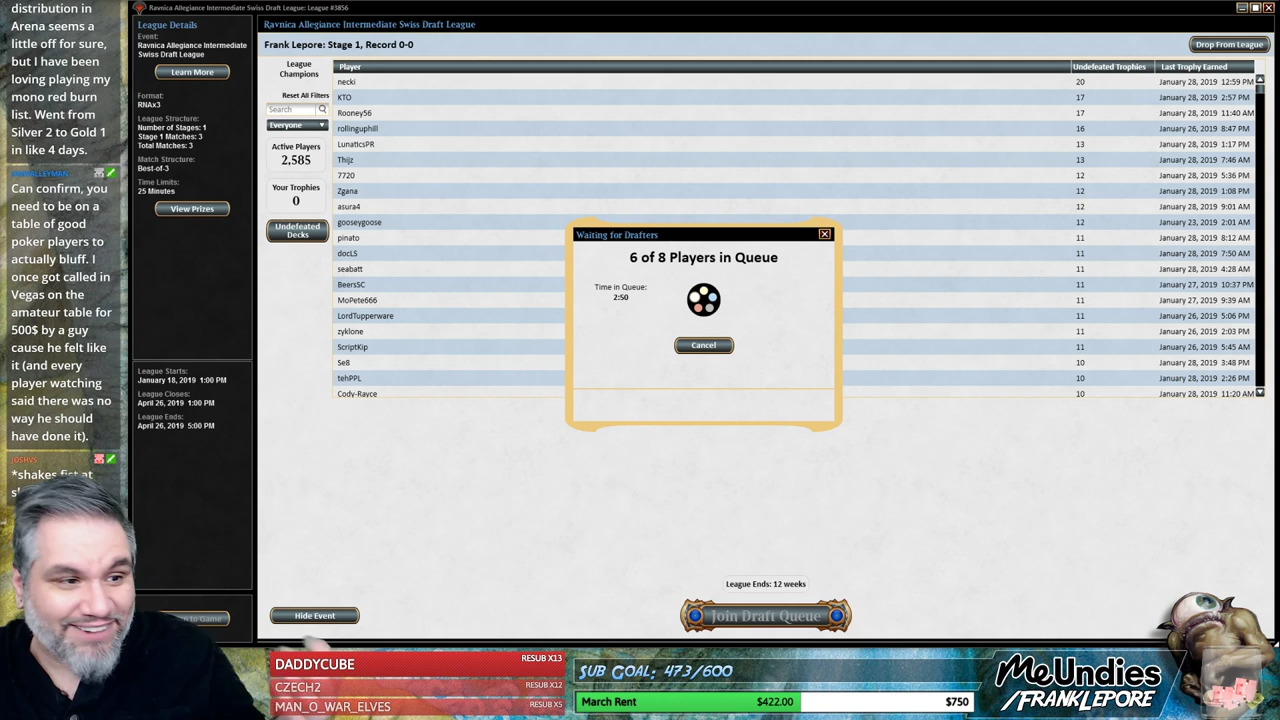 distribution in
Arena seems a
little off for sure,
but I have been
loving playing my
mono red burn
list. Went from
Silver 2 to Gold 1
in like 4 days.
Can confirm, you
need to be on a
table of good
poker players to
actually bluff. I
once got called in
Vegas on the
amateur table for
500$ by a guy
cause he felt like
it (and every
player watching
said there was no
way he should
have done it).
JOSHVS
*shakes fist at
Ravnica Allegiance Intermediate Swiss Draft League: League #3856
League Details
Event:
Ravnica Allegiance Intermediate
Swiss Draft League
Learn More
Format:
RNAx3
League Structure:
Number of Stages: 1
Stage 1 Matches: 3
Total Matches: 3
Match Structure:
Best-of-3
Time Limits:
25 Minutes
View Prizes
League Starts:
January 18, 2019 1:00 PM
League Closes:
April 26, 2019 1:00 PM
League Ends:
April 26, 2019 5:00 PM
to Game
Ravnica Allegiance Intermediate Swiss Draft League
Frank Lepore: Stage 1, Record 0-0
Drop From League
League
Champions
Reset All Filters
Search
Everyone
Active Players
2,585
Your Trophies
0
Undefeated
Decks
Player Undefeated Trophies Last Trophy Earned
necki 20 January 28, 2019 12:59 PM
KTO 17 January 28, 2019 2:57 PM
Rooney56 17 January 28, 2019 11:40 AM
rollinguphill 16 January 26, 2019 8:47 PM
LunaticsPR 13 January 28, 2019 1:17 PM
Thijz 13 January 28, 2019 7:46 AM
7720 12 January 28, 2019 5:36 PM
Zgana 12 January 28, 2019 1:08 PM
asura4 12 January 28, 2019 9:01 AM
gooseygoose 12 January 23, 2019 2:01 AM
pinato 11 January 28, 2019 8:12 AM
docLS 11 January 28, 2019 7:50 AM
seabatt 11 January 28, 2019 4:28 AM
BeersSC 11 January 27, 2019 10:37 PM
MoPete666 11 January 27, 2019 9:39 AM
LordTupperware 11 January 26, 2019 5:06 PM
zyklone 11 January 26, 2019 2:03 PM
ScriptKip 11 January 26, 2019 5:45 AM
Se8 10 January 28, 2019 3:48 PM
tehPPL 10 January 28, 2019 2:26 PM
Cody-Rayce 10 January 28, 2019 11:20 AM
Waiting for Drafters
6 of 8 Players in Queue
Time in Queue:
2:50
Cancel
League Ends: 12 weeks
Hide Event
Join Draft Queue
DADDYCUBE RESUB X13
CZECH2 RESUB X12
MAN_O_WAR_ELVES RESUB X5
SUB GOAL: 473/600
March Rent $422.00 $750
MeUndies
/FRANKLEPORE